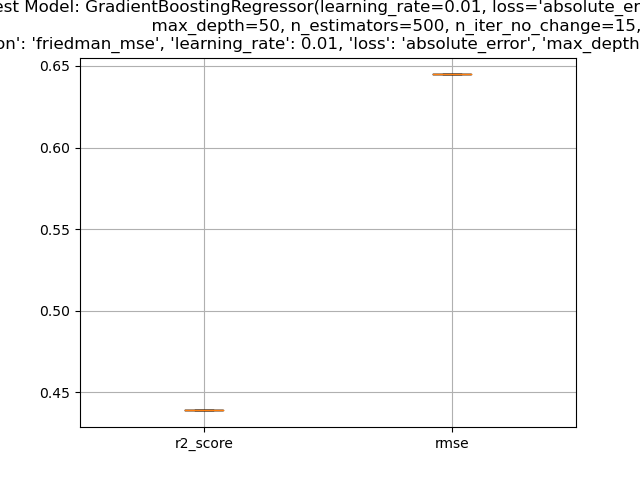 est Model: GradientBoostingRegressor(learning_rate=0.01, loss='absolute_er
max_depth=50, n_estimators=500, n_iter_no_change=15,
on': 'friedman_mse', 'learning_rate': 0.01, 'loss': 'absolute_error', 'max_depth
0.65
0.60
0.55
0.50
0.45
r2_score
rmse